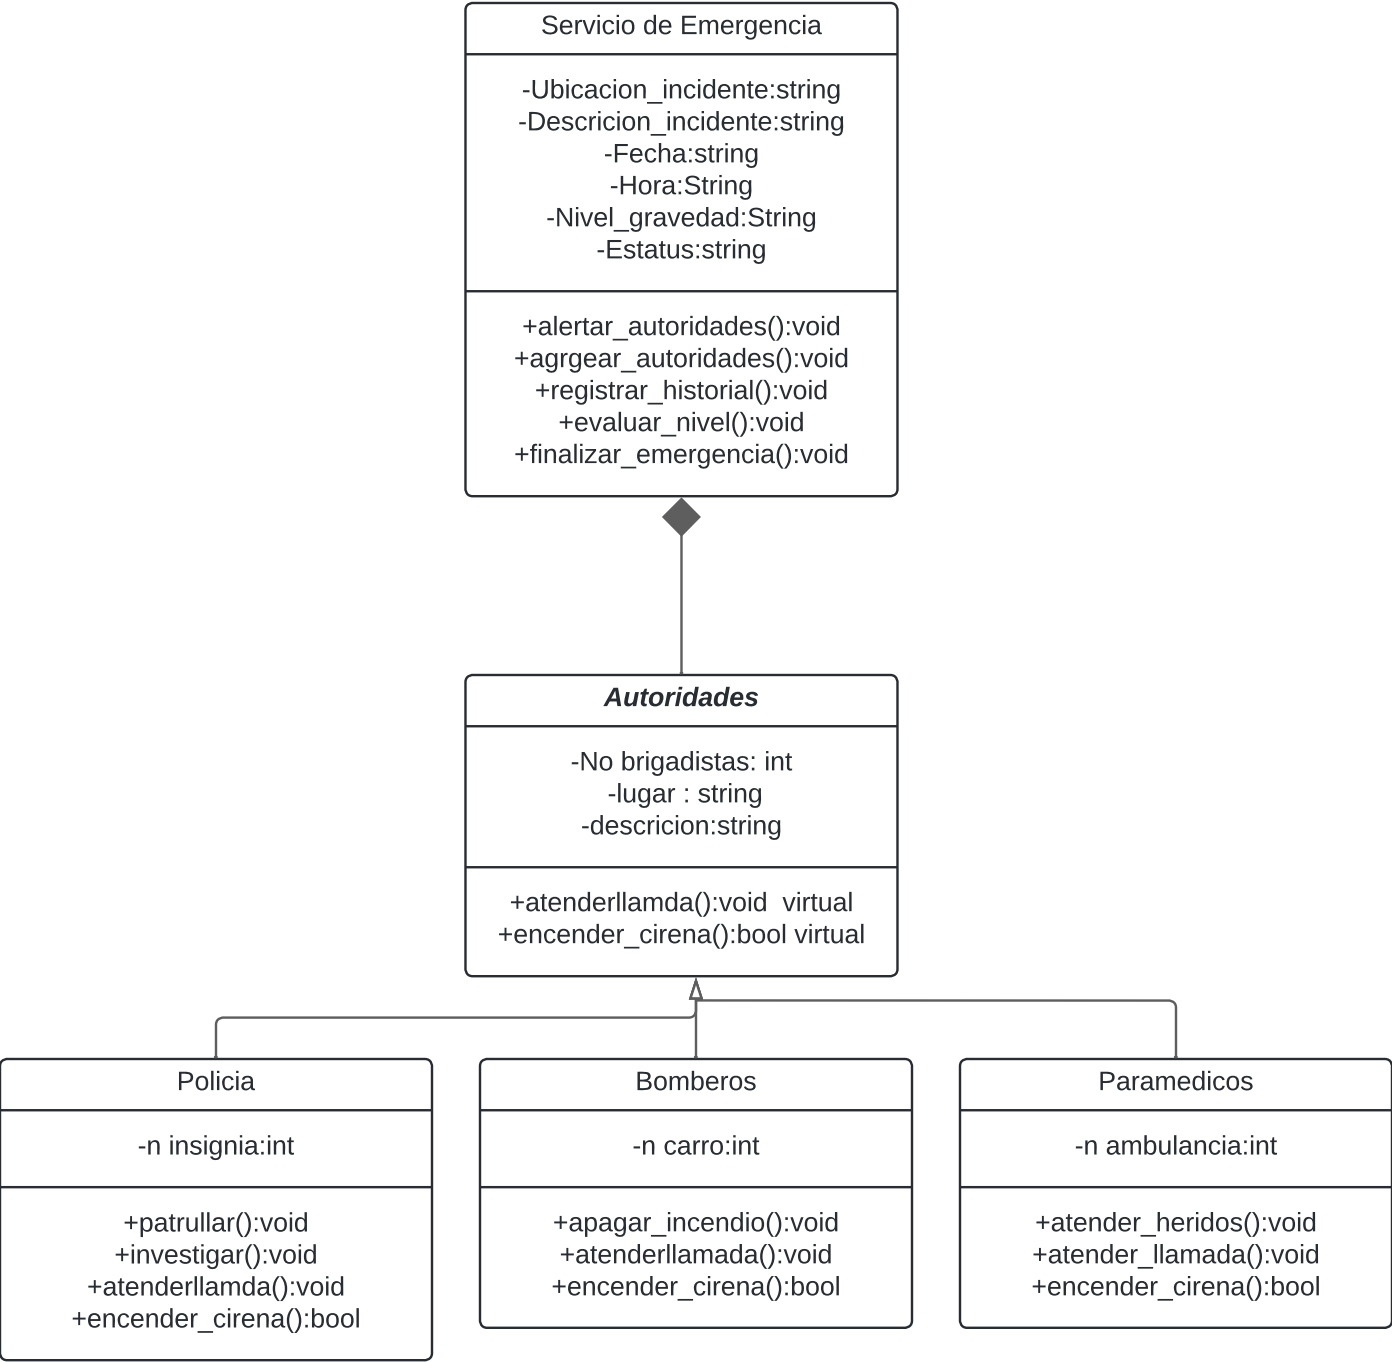 Servicio de Emergencia
-Ubicacion_incidente:string
-Descricion_incidente:string
-Fecha:string
-Hora:String
-Nivel_gravedad:String
-Estatus:string
+alertar_autoridades():void
+agrgear_autoridades():void
+registrar_historial():void
+evaluar_nivel():void
+finalizar_emergencia():void
Autoridades
-No brigadistas: int
-lugar : string
-descricion:string
+atenderllamda():void  virtual
+encender_cirena():bool virtual
Policia
-n insignia:int
+patrullar():void
+investigar():void
+atenderllamda():void
+encender_cirena():bool
Bomberos
-n carro:int
+apagar_incendio():void
+atenderllamada():void
+encender_cirena():bool
Paramedicos
-n ambulancia:int
+atender_heridos():void
+atender_llamada():void
+encender_cirena():bool